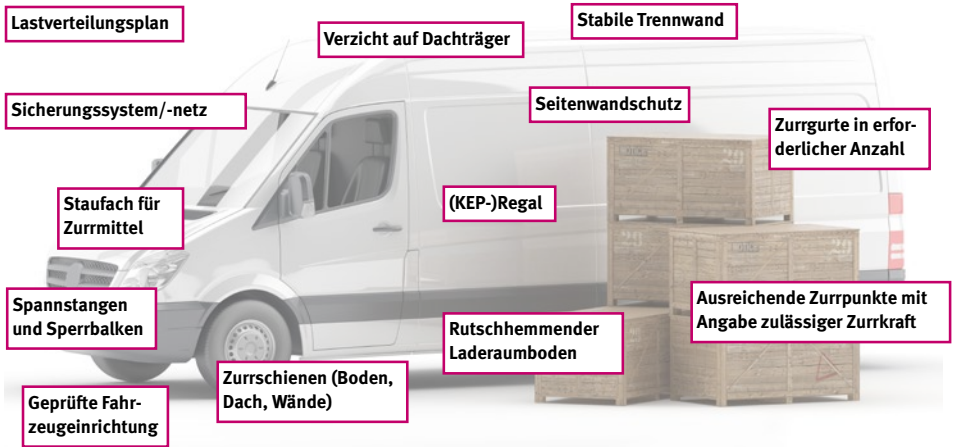 Lastverteilungsplan
Verzicht auf Dachträger
Stabile Trennwand
Sicherungssystem/-netz
Seitenwandschutz
Zurrgurte in erfor-
derlicher Anzahl
Staufach für
Zurrmittel
(KEP-)Regal
Spannstangen
und Sperrbalken
Rutschhemmender
Laderaumboden
Ausreichende Zurrpunkte mit
Angabe zulässiger Zurrkraft
Zurrschienen (Boden,
Dach, Wände)
Geprüfte Fahr-
zeugeinrichtung